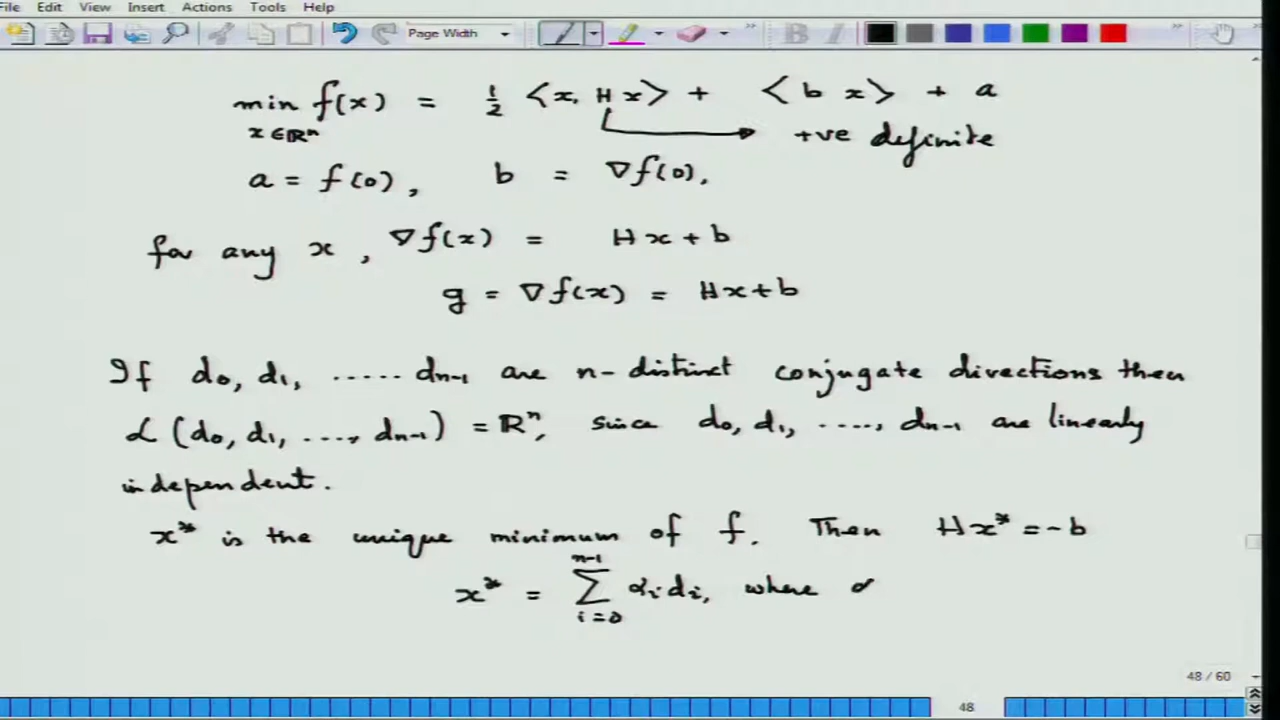 File Edit View Insert Actions Tools Help
Page Width
min f(x) = 1/2 <x, H x> + <b x> + a
x ∈ ℝⁿ
+ve definite
a = f(0), b = ∇f(0).
for any x, ∇f(x) = Hx + b
g = ∇f(x) = Hx + b
If d₀, d₁, ..... dₙ₋₁ are n-distinct conjugate directions then
L (d₀, d₁, ..., dₙ₋₁) = ℝⁿ, since d₀, d₁, ...., dₙ₋₁ are linearly
independent.
x* is the unique minimum of f. Then Hx* = -b
x* = ∑ᵢ₌₀ⁿ⁻¹ αᵢdᵢ, where
48 / 60
48